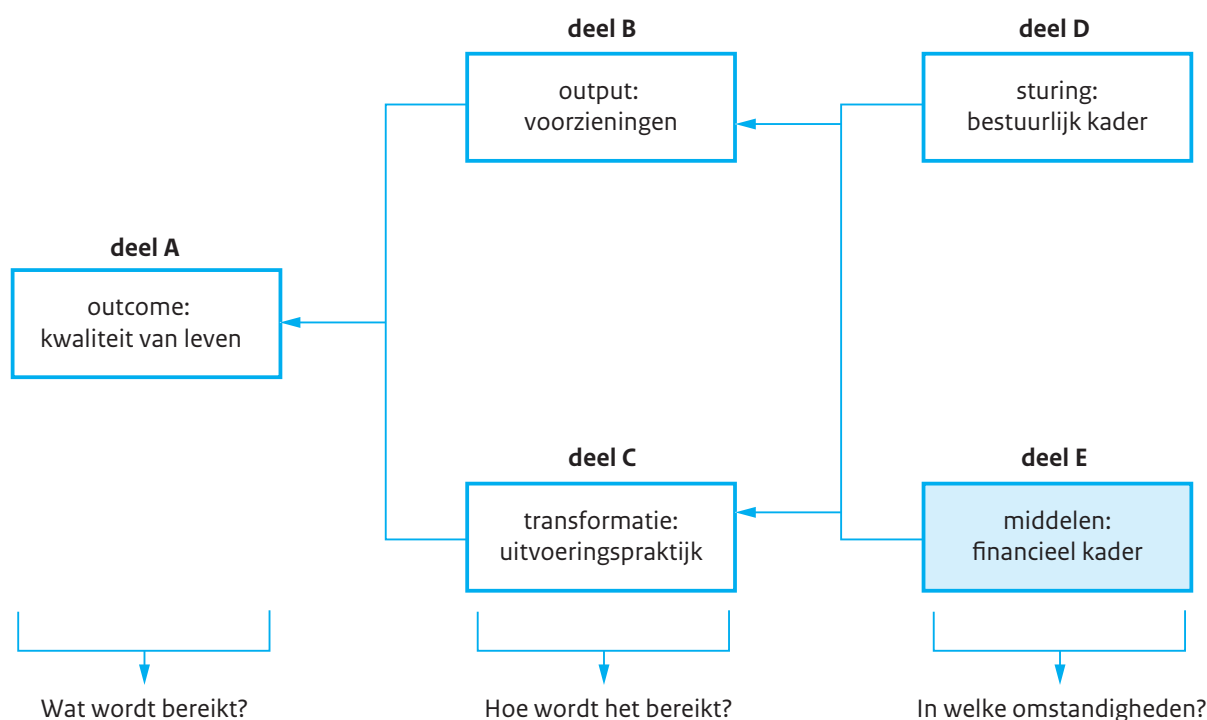 deel B
output:
voorzieningen
deel D
sturing:
bestuurlijk kader
deel A
outcome:
kwaliteit van leven
deel C
transformatie:
uitvoeringspraktijk
deel E
middelen:
financieel kader
Wat wordt bereikt?
Hoe wordt het bereikt?
In welke omstandigheden?